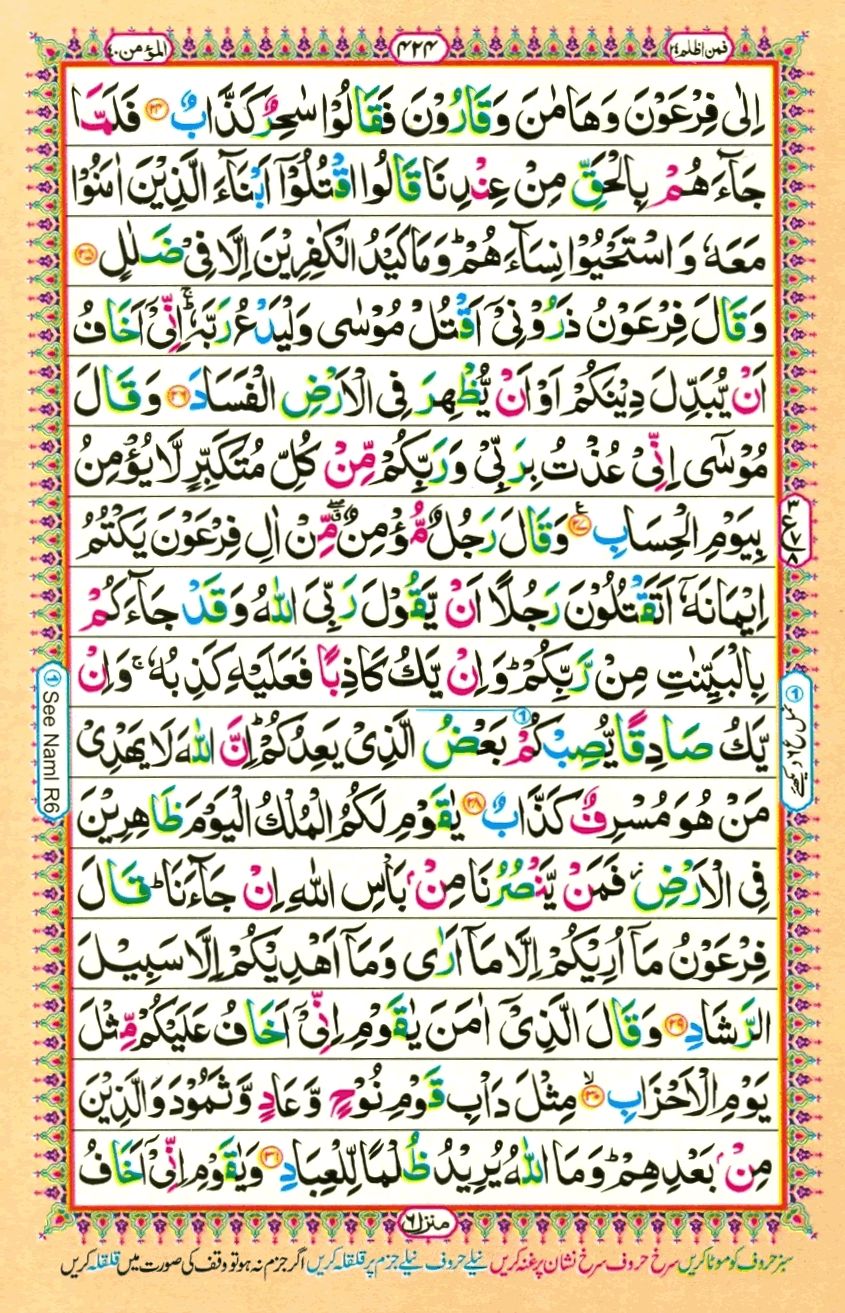 فمن اظلم ٢٤
٤٢٤
المؤمن ٤٠
اِلٰى فِرْعَوْنَ وَهَامٰنَ وَقَارُوْنَ فَقَالُوْا سٰحِرٌ كَذَّابٌ ۝٢٤ فَلَمَّا
جَآءَهُمْ بِالْحَقِّ مِنْ عِنْدِنَا قَالُوا اقْتُلُوْۤا اَبْنَآءَ الَّذِيْنَ اٰمَنُوْا
مَعَهٗ وَاسْتَحْيُوْا نِسَآءَهُمْ ؕ وَمَا كَيْدُ الْكٰفِرِيْنَ اِلَّا فِيْ ضَلٰلٍ ۝٢٥
وَقَالَ فِرْعَوْنُ ذَرُوْنِيْۤ اَقْتُلْ مُوْسٰى وَلْيَدْعُ رَبَّهٗ ۚ اِنِّيْۤ اَخَافُ
اَنْ يُّبَدِّلَ دِيْنَكُمْ اَوْ اَنْ يُّظْهِرَ فِي الْاَرْضِ الْفَسَادَ ۝٢٦ وَقَالَ
مُوْسٰۤى اِنِّيْ عُذْتُ بِرَبِّيْ وَرَبِّكُمْ مِّنْ كُلِّ مُتَكَبِّرٍ لَّا يُؤْمِنُ
بِيَوْمِ الْحِسَابِ ۝٢٧ۧ وَقَالَ رَجُلٌ مُّؤْمِنٌ ۖۗ مِّنْ اٰلِ فِرْعَوْنَ يَكْتُمُ
اِيْمَانَهٗۤ اَتَقْتُلُوْنَ رَجُلًا اَنْ يَّقُوْلَ رَبِّيَ اللّٰهُ وَقَدْ جَآءَكُمْ
بِالْبَيِّنٰتِ مِنْ رَّبِّكُمْ ؕ وَاِنْ يَّكُ كَاذِبًا فَعَلَيْهِ كَذِبُهٗ ۚ وَاِنْ
يَّكُ صَادِقًا يُّصِبْكُمْ بَعْضُ الَّذِيْ يَعِدُكُمْ ؕ اِنَّ اللّٰهَ لَا يَهْدِيْ
مَنْ هُوَ مُسْرِفٌ كَذَّابٌ ۝٢٨ يٰقَوْمِ لَكُمُ الْمُلْكُ الْيَوْمَ ظَاهِرِيْنَ
فِي الْاَرْضِ ؗ فَمَنْ يَّنْصُرُنَا مِنْۢ بَاْسِ اللّٰهِ اِنْ جَآءَنَا ؕ قَالَ
فِرْعَوْنُ مَاۤ اُرِيْكُمْ اِلَّا مَاۤ اَرٰى وَمَاۤ اَهْدِيْكُمْ اِلَّا سَبِيْلَ
الرَّشَادِ ۝٢٩ وَقَالَ الَّذِيْۤ اٰمَنَ يٰقَوْمِ اِنِّيْۤ اَخَافُ عَلَيْكُمْ مِّثْلَ
يَوْمِ الْاَحْزَابِ ۝٣٠ۙ مِثْلَ دَاْبِ قَوْمِ نُوْحٍ وَّعَادٍ وَّثَمُوْدَ وَالَّذِيْنَ
مِنْۢ بَعْدِهِمْ ؕ وَمَا اللّٰهُ يُرِيْدُ ظُلْمًا لِّلْعِبَادِ ۝٣١ وَيٰقَوْمِ اِنِّيْۤ اَخَافُ
① See Naml R6
منزل ٦
سبز حروف کو موٹا کریں سرخ حروف سرخ نشان پر غنہ کریں نیلے حروف نیلے جزم پر قلقلہ کریں اگر جزم نہ ہو تو وقف کی صورت میں قلقلہ کریں